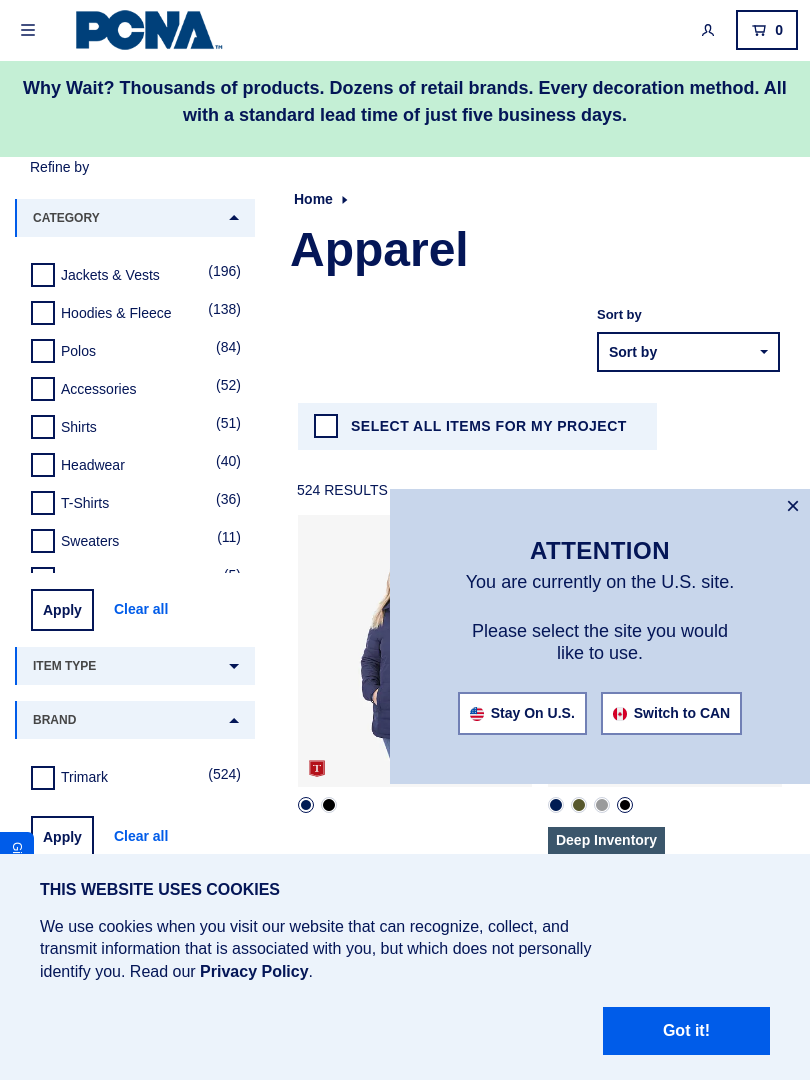 PCNA™
0
Why Wait? Thousands of products. Dozens of retail brands. Every decoration method. All
with a standard lead time of just five business days.
Refine by
CATEGORY
Jackets & Vests (196)
Hoodies & Fleece (138)
Polos (84)
Accessories (52)
Shirts (51)
Headwear (40)
T-Shirts (36)
Sweaters (11)
Apply Clear all
ITEM TYPE
BRAND
Trimark (524)
Apply Clear all
Home
Apparel
Sort by
Sort by
SELECT ALL ITEMS FOR MY PROJECT
524 RESULTS
T
Deep Inventory
×
ATTENTION
You are currently on the U.S. site.
Please select the site you would
like to use.
Stay On U.S. Switch to CAN
THIS WEBSITE USES COOKIES
We use cookies when you visit our website that can recognize, collect, and
transmit information that is associated with you, but which does not personally
identify you. Read our Privacy Policy.
Got it!